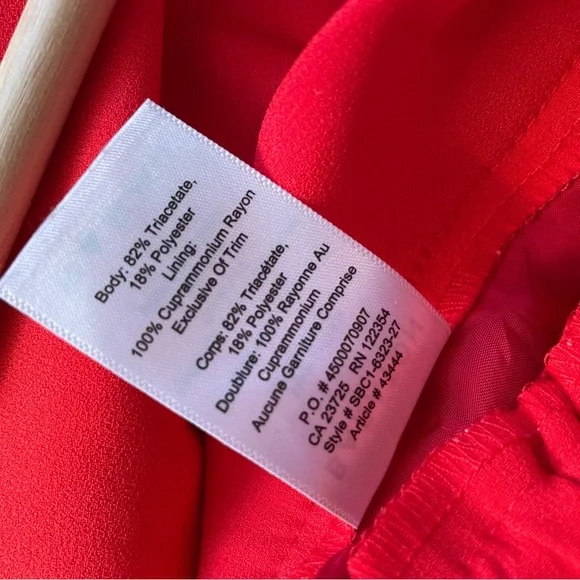 Body: 82% Triacetate,
18% Polyester
Lining:
100% Cuprammonium Rayon
Exclusive Of Trim
Corps: 82% Triacétate,
18% Polyester
Doublure: 100% Rayonne Au
Cuprammonium
Aucune Garniture Comprise
P.O. # 4500070907
CA 23725 RN 122354
Style # SBC1-6323-27
Article # 43444